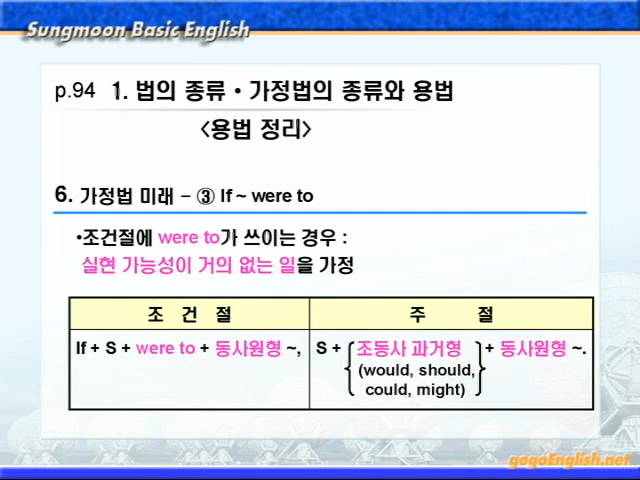 Sungmoon Basic English
p.94 1. 법의 종류 • 가정법의 종류와 용법
<용법 정리>
6. 가정법 미래 – ③ If ~ were to
•조건절에 were to가 쓰이는 경우 :
실현 가능성이 거의 없는 일을 가정
조 건 절 주 절
If + S + were to + 동사원형 ~, S + 조동사 과거형 + 동사원형 ~.
(would, should,
could, might)
gogoEnglish.net